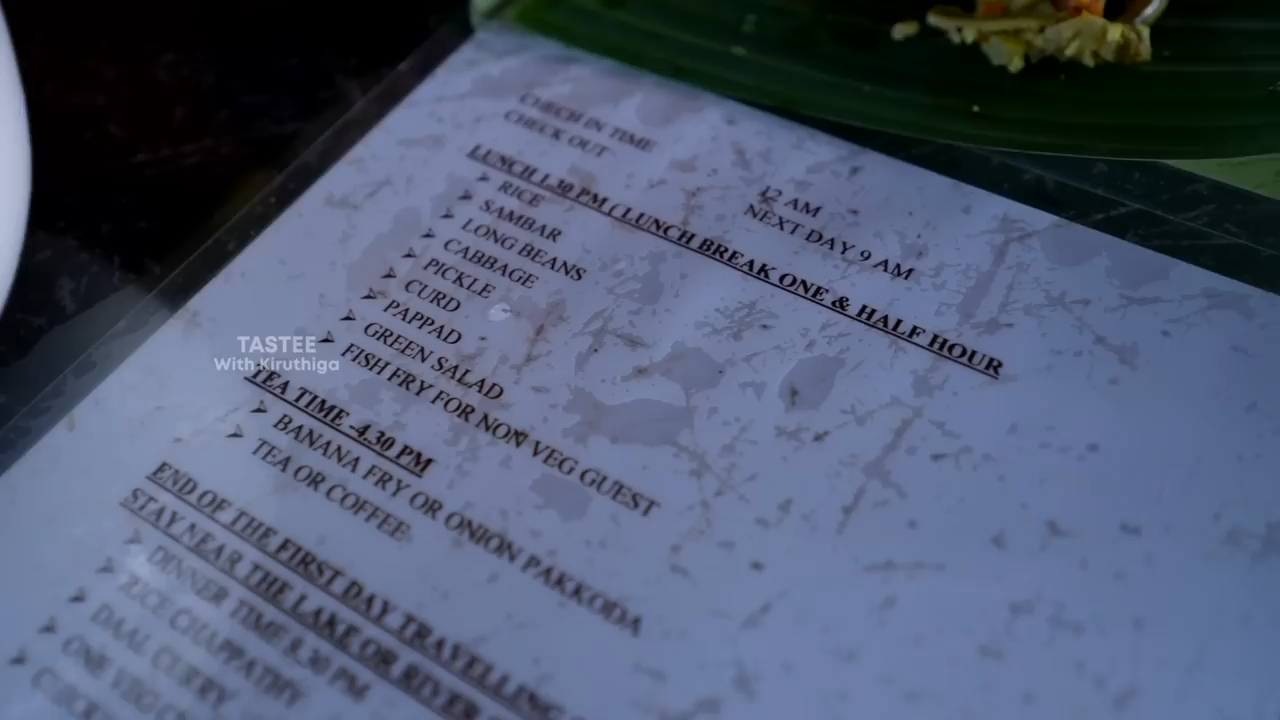 CHECH IN TIME
12 AM
CHECK OUT
NEXT DAY 9 AM
LUNCH 1.30 PM (LUNCH BREAK ONE & HALF HOUR
➤ RICE
➤ SAMBAR
➤ LONG BEANS
➤ CABBAGE
➤ PICKLE
➤ CURD
➤ PAPPAD
➤ GREEN SALAD
➤ FISH FRY FOR NON VEG GUEST
TEA TIME -4.30 PM
➤ BANANA FRY OR ONION PAKKODA
➤ TEA OR COFFEE
END OF THE FIRST DAY TRAVELLING
STAY NEAR THE LAKE OR RIVER
➤ DINNER TIME 8.30 PM
➤ CHAPPATHY
➤ DAAL CURRY
➤ ONE VEG
TASTEE
With Kiruthiga